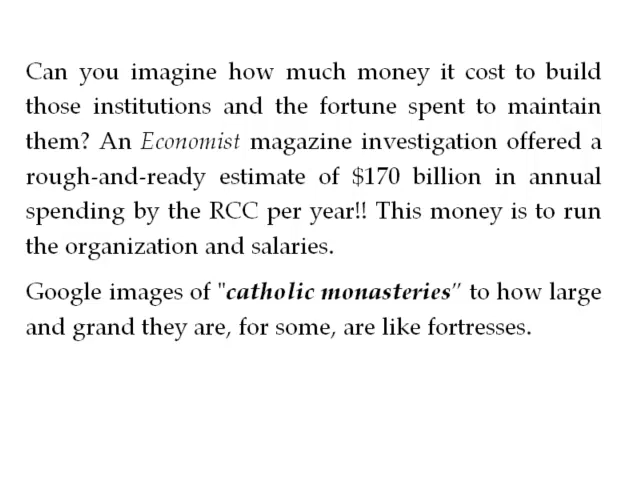 Can you imagine how much money it cost to build
those institutions and the fortune spent to maintain
them? An Economist magazine investigation offered a
rough-and-ready estimate of $170 billion in annual
spending by the RCC per year!! This money is to run
the organization and salaries.
Google images of "catholic monasteries" to how large
and grand they are, for some, are like fortresses.